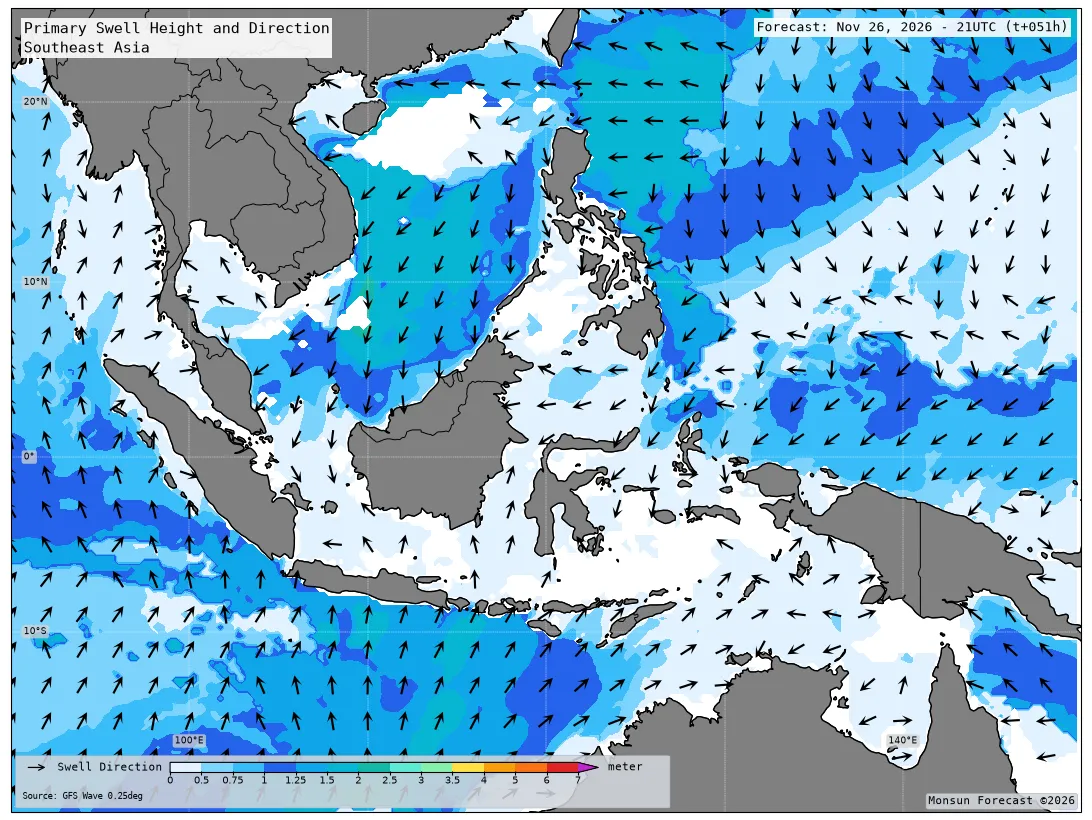 Primary Swell Height and Direction
Southeast Asia
Forecast: Nov 26, 2026 - 21UTC (t+051h)
20°N
10°N
0°
10°S
100°E
140°E
Swell Direction
0 0.5 0.75 1 1.25 1.5 2 2.5 3 3.5 4 5 6 7
meter
Source: GFS Wave 0.25deg
Monsun Forecast ©2026